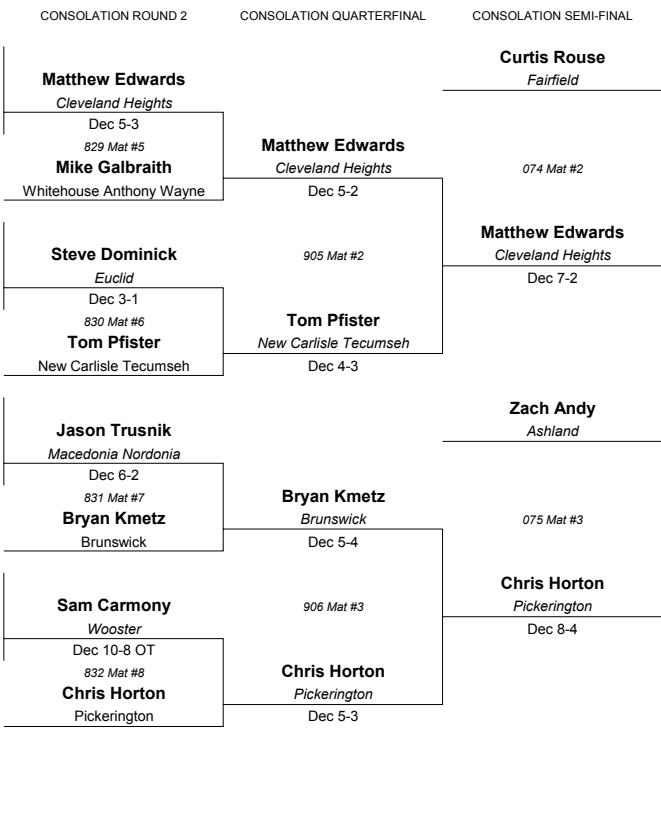 CONSOLATION ROUND 2
CONSOLATION QUARTERFINAL
CONSOLATION SEMI-FINAL
Curtis Rouse
Fairfield
Matthew Edwards
Cleveland Heights
Dec 5-3
829 Mat #5
Mike Galbraith
Whitehouse Anthony Wayne
Matthew Edwards
Cleveland Heights
Dec 5-2
074 Mat #2
Matthew Edwards
Cleveland Heights
Dec 7-2
Steve Dominick
Euclid
Dec 3-1
830 Mat #6
Tom Pfister
New Carlisle Tecumseh
905 Mat #2
Tom Pfister
New Carlisle Tecumseh
Dec 4-3
Zach Andy
Ashland
Jason Trusnik
Macedonia Nordonia
Dec 6-2
831 Mat #7
Bryan Kmetz
Brunswick
Bryan Kmetz
Brunswick
Dec 5-4
075 Mat #3
Chris Horton
Pickerington
Dec 8-4
Sam Carmony
Wooster
Dec 10-8 OT
832 Mat #8
Chris Horton
Pickerington
906 Mat #3
Chris Horton
Pickerington
Dec 5-3